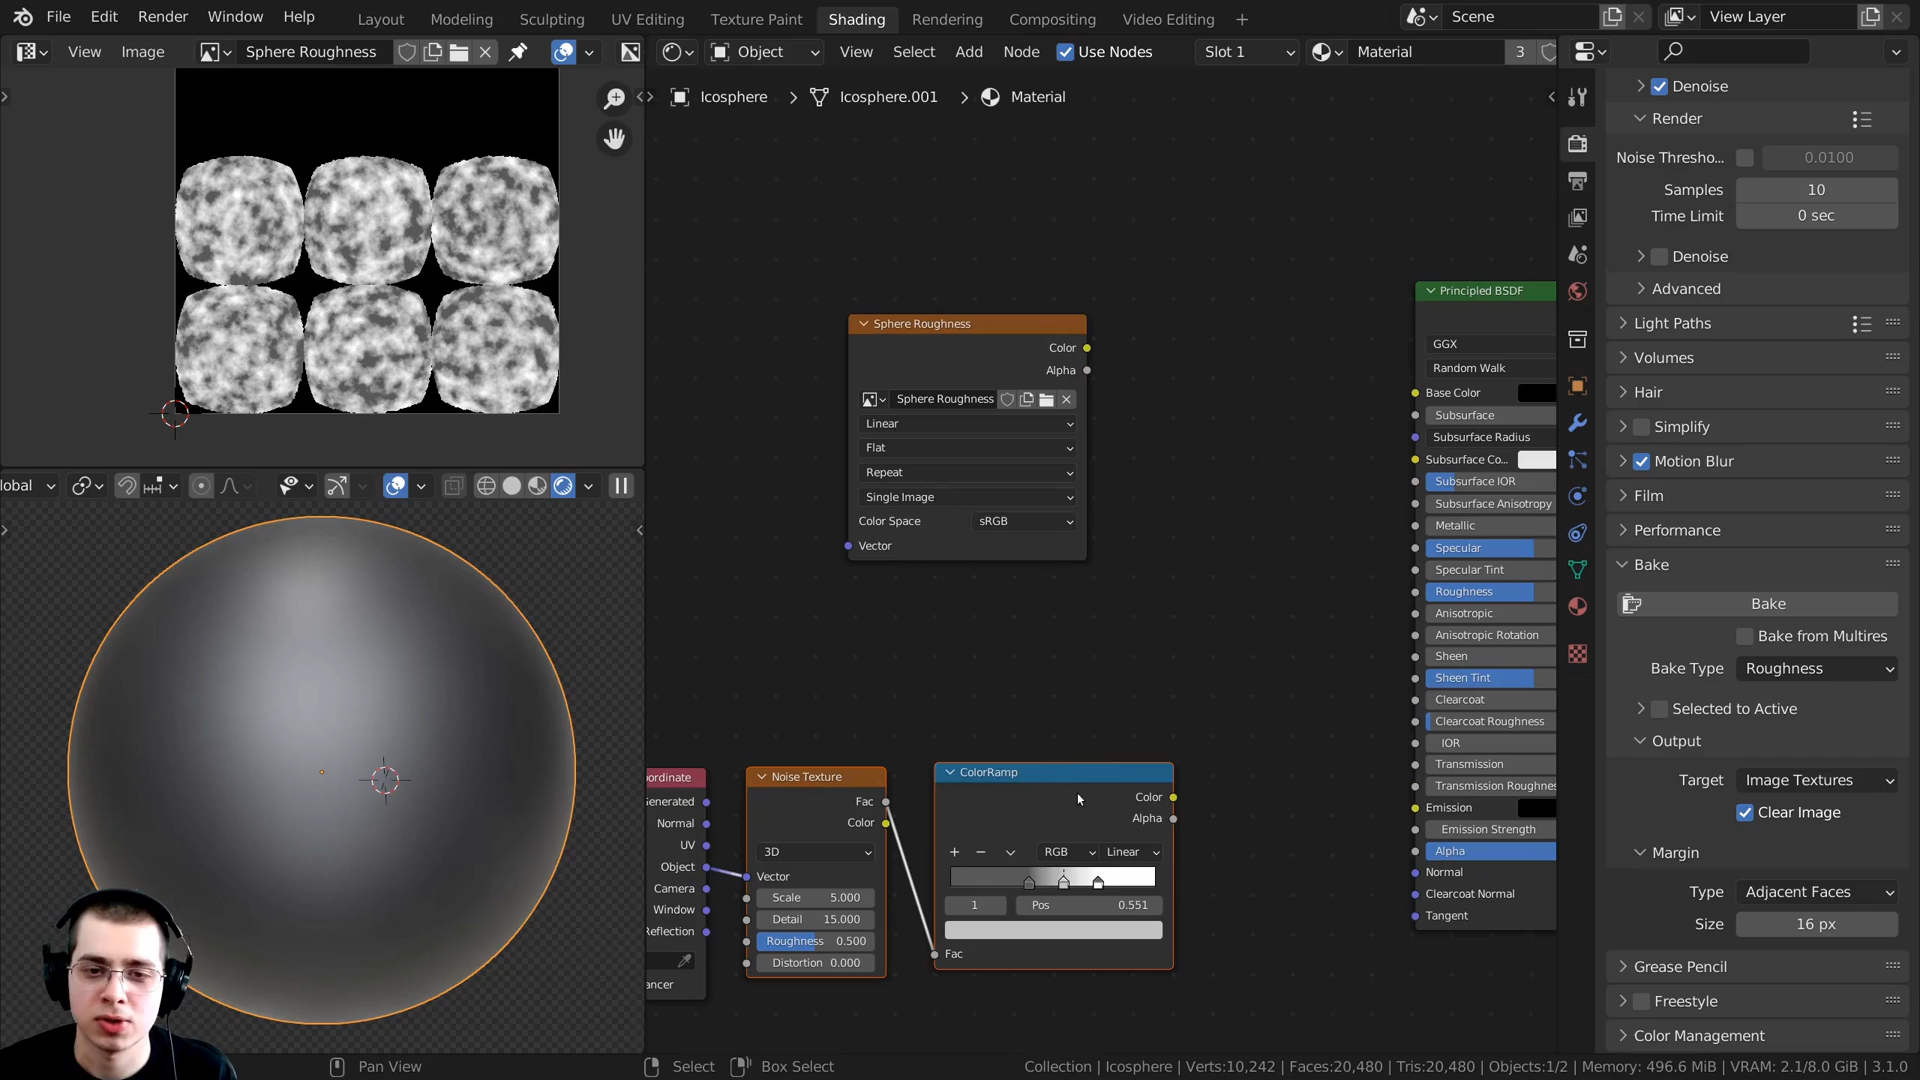 File Edit Render Window Help Layout Modeling Sculpting UV Editing Texture Paint Shading Rendering Compositing Video Editing + Scene View Layer
View Image Sphere Roughness
Object View Select Add Node Use Nodes Slot 1 Material 3
Icosphere > Icosphere.001 > Material
Sphere Roughness
Color
Alpha
Sphere Roughness
Linear
Flat
Repeat
Single Image
Color Space sRGB
Vector
lobal
oordinate
Generated
Normal
UV
Object
Camera
Window
Reflection
ancer
Noise Texture
Fac
Color
3D
Vector
Scale 5.000
Detail 15.000
Roughness 0.500
Distortion 0.000
ColorRamp
Color
Alpha
RGB Linear
1 Pos 0.551
Fac
Principled BSDF
GGX
Random Walk
Base Color
Subsurface
Subsurface Radius
Subsurface Co...
Subsurface IOR
Subsurface Anisotropy
Metallic
Specular
Specular Tint
Roughness
Anisotropic
Anisotropic Rotation
Sheen
Sheen Tint
Clearcoat
Clearcoat Roughness
IOR
Transmission
Transmission Roughnes
Emission
Emission Strength
Alpha
Normal
Clearcoat Normal
Tangent
Denoise
Render
Noise Thresho... 0.0100
Samples 10
Time Limit 0 sec
Denoise
Advanced
Light Paths
Volumes
Hair
Simplify
Motion Blur
Film
Performance
Bake
Bake
Bake from Multires
Bake Type Roughness
Selected to Active
Output
Target Image Textures
Clear Image
Margin
Type Adjacent Faces
Size 16 px
Grease Pencil
Freestyle
Color Management
Pan View Select Box Select Collection | Icosphere | Verts:10,242 | Faces:20,480 | Tris:20,480 | Objects:1/2 | Memory: 496.6 MiB | VRAM: 2.1/8.0 GiB | 3.1.0